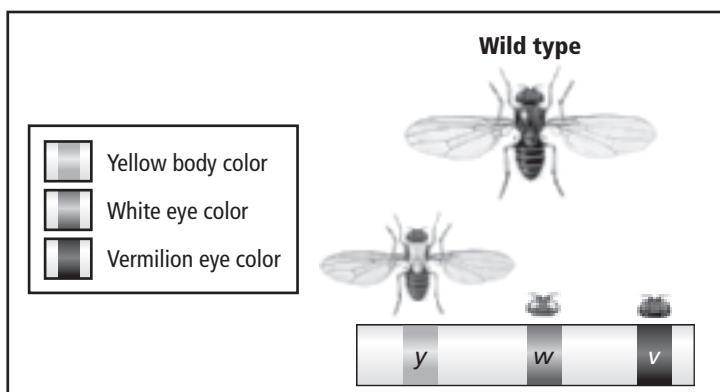 Wild type
Yellow body color
White eye color
Vermilion eye color
y w v